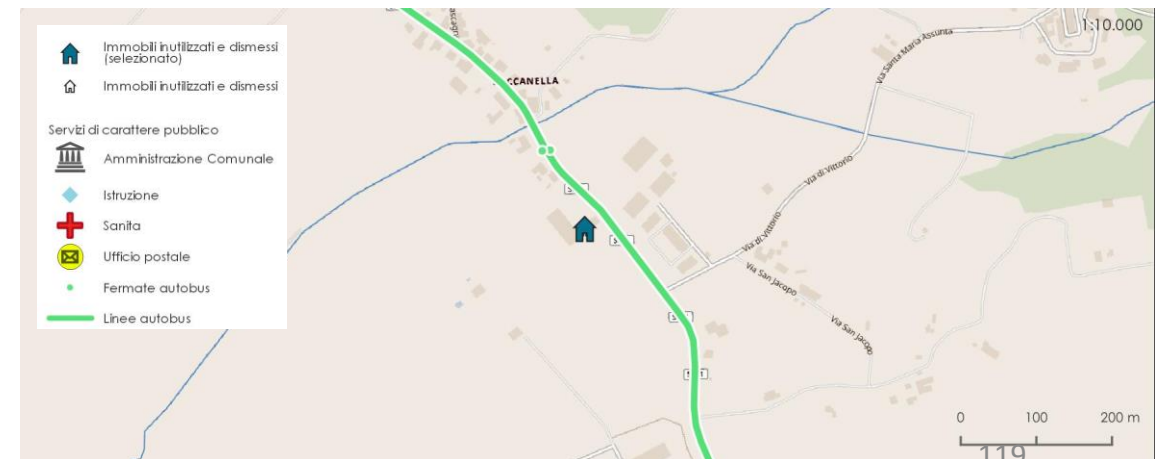 Immobili inutilizzati e dismessi
(selezionato)
Immobili inutilizzati e dismessi
Servizi di carattere pubblico
Amministrazione Comunale
Istruzione
Sanita
Ufficio postale
Fermate autobus
Linee autobus
1:10.000
Via Santa Maria Assunta
Via di Vittorio
Via di Vittorio
Via San Jacopo
Via San Jacopo
0 100 200 m
119